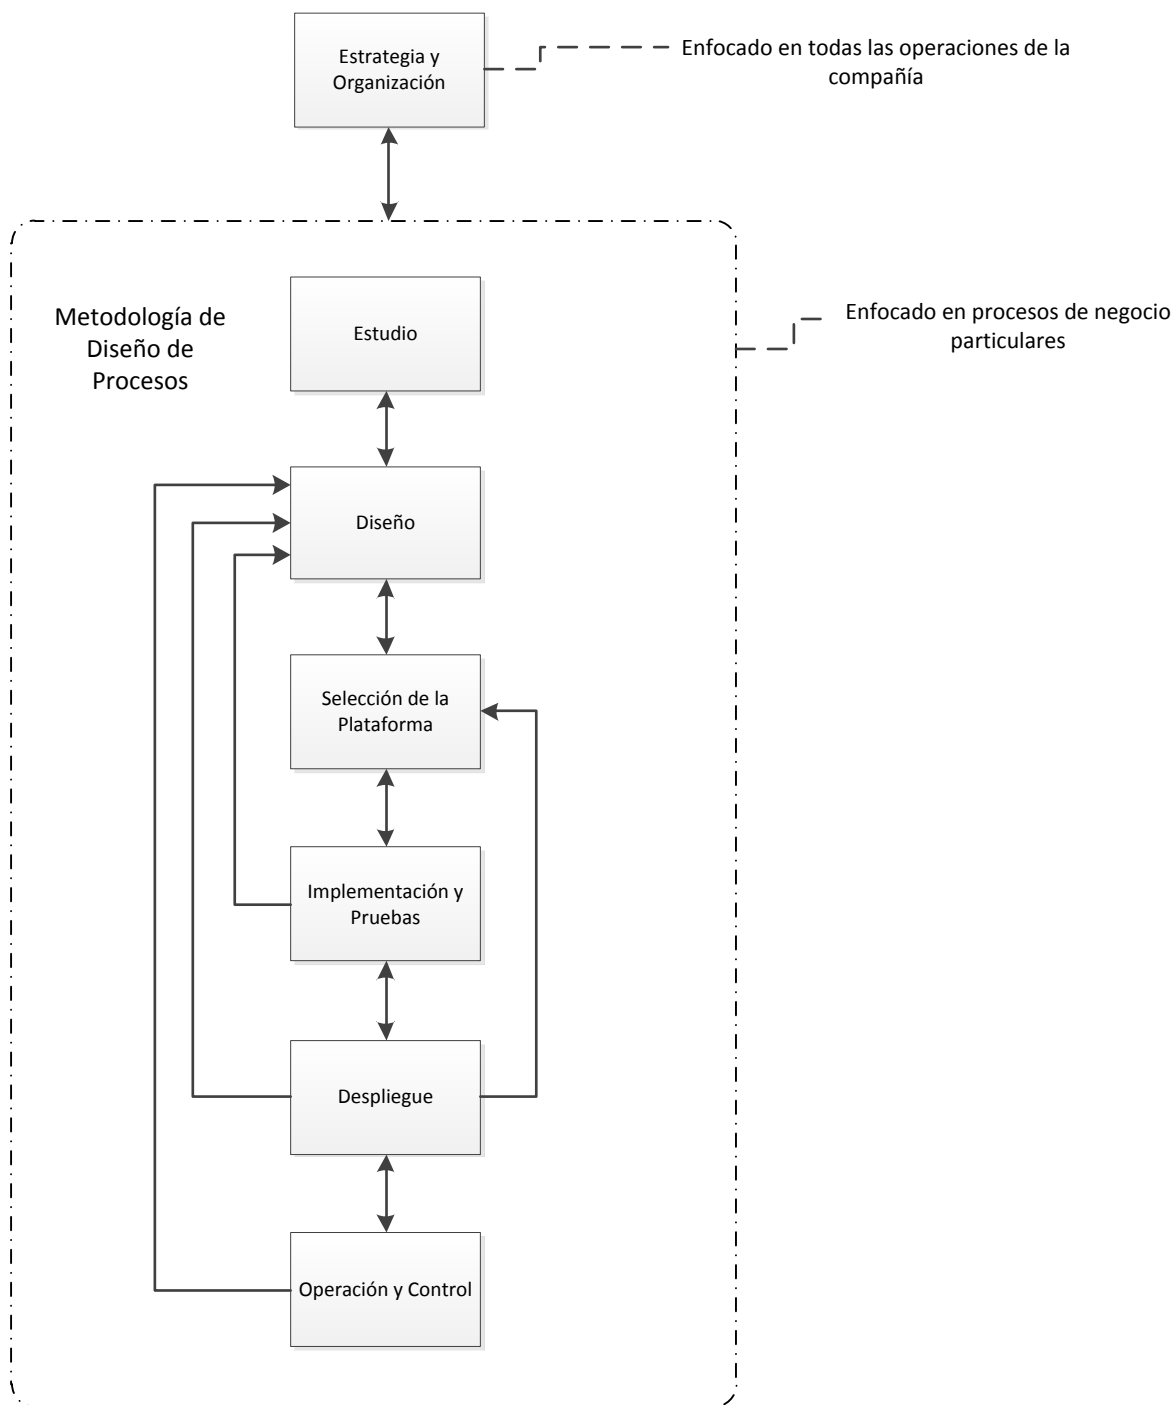 Estrategia y
Organización
Enfocado en todas las operaciones de la
compañía
Metodología de
Diseño de
Procesos
Enfocado en procesos de negocio
particulares
Estudio
Diseño
Selección de la
Plataforma
Implementación y
Pruebas
Despliegue
Operación y Control